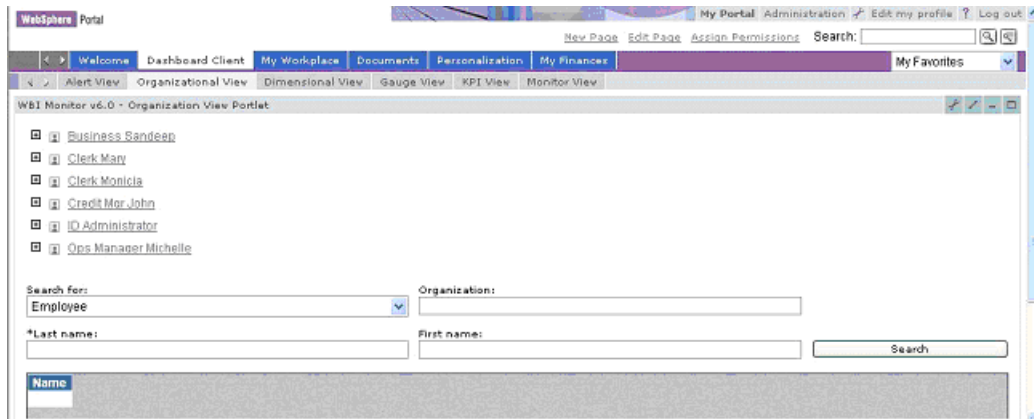 WebSphere Portal
My Portal Administration Edit my profile ? Log out
New Page Edit Page Assign Permissions Search:
Welcome Dashboard Client My Workplace Documents Personalization My Finances My Favorites
Alert View Organizational View Dimensional View Gauge View KPI View Monitor View
WBI Monitor v6.0 - Organization View Portlet
Business Sandeep
Clerk Mary
Clerk Monicia
Credit Mgr John
ID Administrator
Ops Manager Michelle
Search for: Organization:
Employee
*Last name: First name:
Search
Name